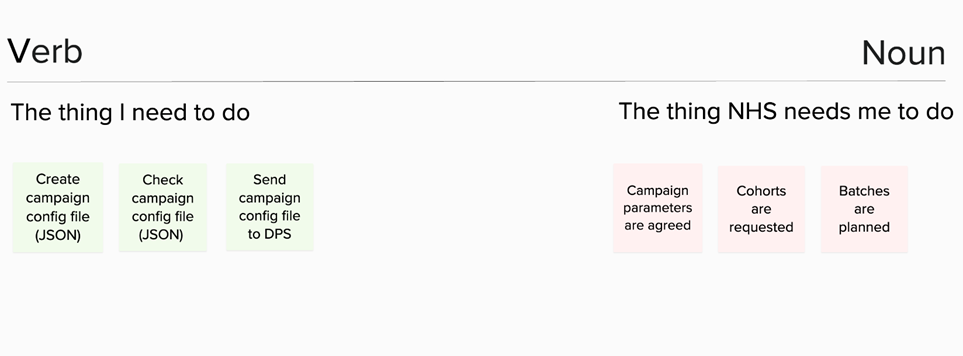 Verb
Noun
The thing I need to do
The thing NHS needs me to do
Create
campaign
config file
(JSON)
Check
campaign
config file
(JSON)
Send
campaign
config file
to DPS
Campaign
parameters
are agreed
Cohorts
are
requested
Batches
are
planned